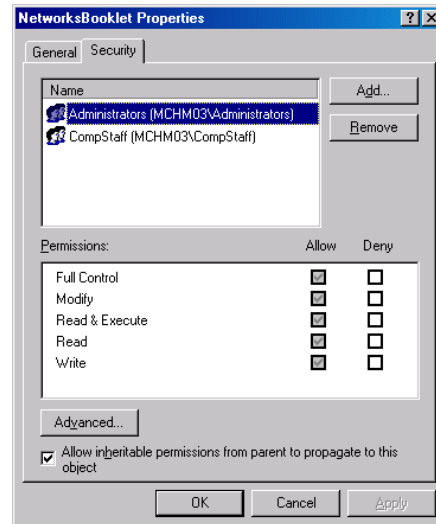 NetworksBooklet Properties
General Security
Name
Administrators (MCHM03\Administrators)
CompStaff (MCHM03\CompStaff)
Add...
Remove
Permissions: Allow Deny
Full Control
Modify
Read & Execute
Read
Write
Advanced...
Allow inheritable permissions from parent to propagate to this
object
OK Cancel Apply